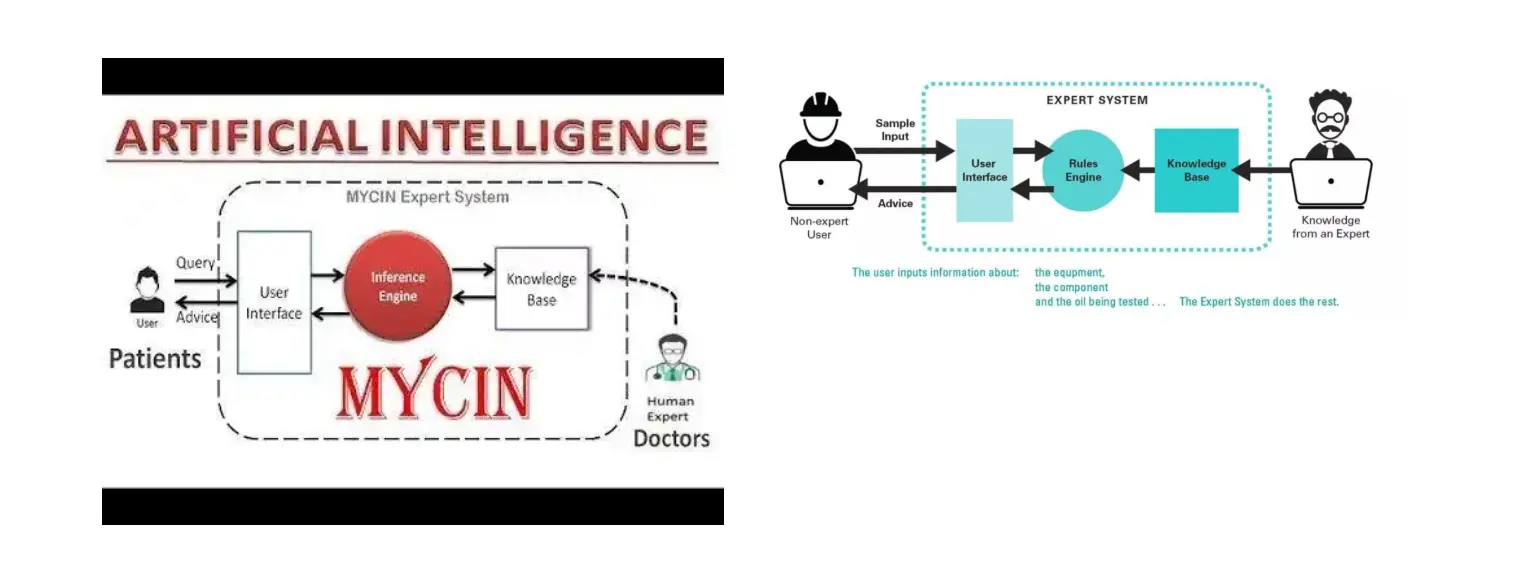 ARTIFICIAL INTELLIGENCE
MYCIN Expert System
Query
Advice
User
Patients
User
Interface
Inference
Engine
Knowledge
Base
MYCIN
Human
Expert
Doctors
EXPERT SYSTEM
Sample
Input
Advice
Non-expert
User
User
Interface
Rules
Engine
Knowledge
Base
Knowledge
from an Expert
The user inputs information about: the equpment,
the component
and the oil being tested . . . The Expert System does the rest.